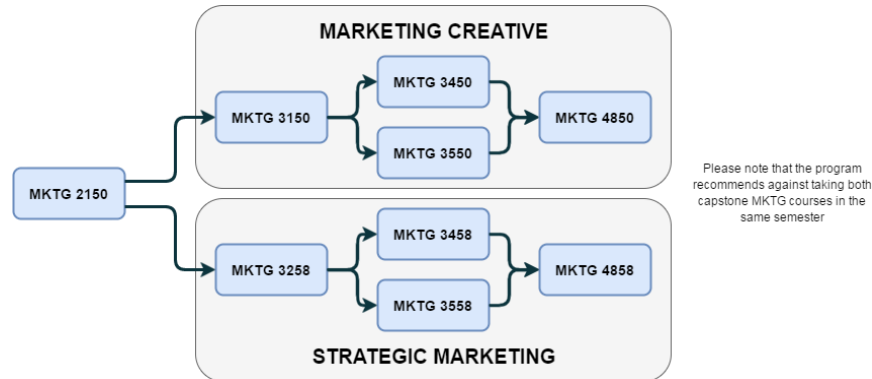 MARKETING CREATIVE
MKTG 3450
MKTG 3150
MKTG 4850
MKTG 3550
MKTG 2150
Please note that the program
recommends against taking both
capstone MKTG courses in the
same semester
MKTG 3458
MKTG 3258
MKTG 4858
MKTG 3558
STRATEGIC MARKETING